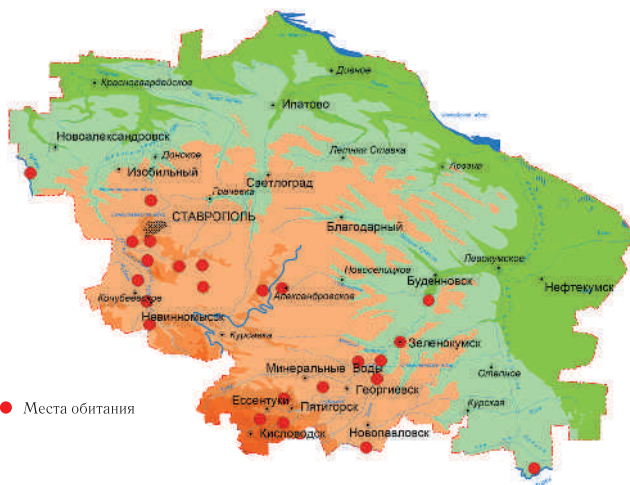 Дивное
Красногвардейское
Ипатово
Новоалександровск
Донское
Летняя Ставка
Изобильный
Арзгир
Светлоград
Грачевка
СТАВРОПОЛЬ
Благодарный
Левокумское
Новоселицкое
Буденновск
Нефтекумск
Кочубеевское
Александровское
Невинномысск
Курсавка
Зеленокумск
Минеральные Воды
Степное
Георгиевск
Ессентуки
Пятигорск
Курская
Места обитания
Кисловодск
Новопавловск